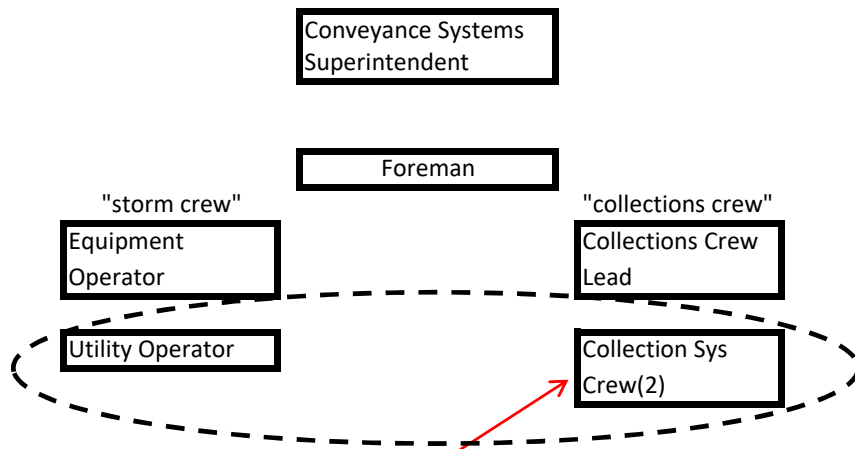 Conveyance Systems
Superintendent
Foreman
"storm crew"
"collections crew"
Equipment
Operator
Collections Crew
Lead
Utility Operator
Collection Sys
Crew(2)